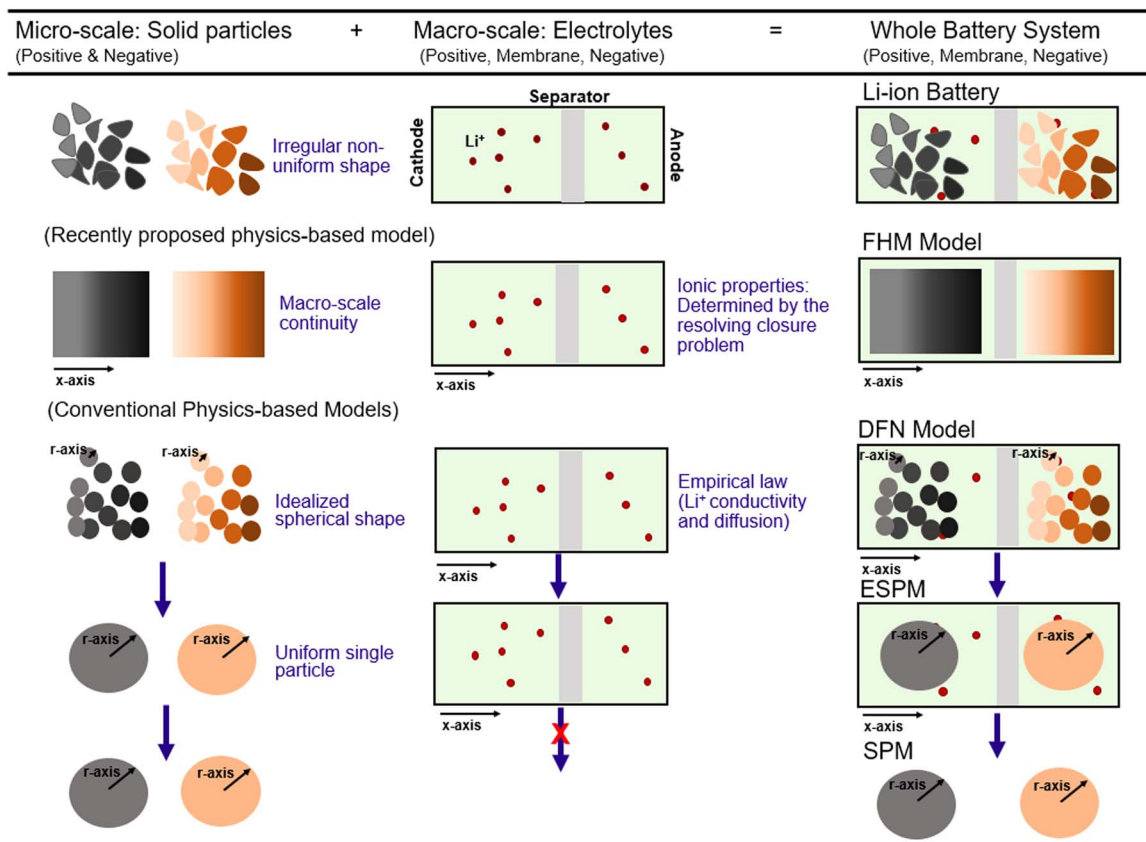 Micro-scale: Solid particles + Macro-scale: Electrolytes = Whole Battery System
(Positive & Negative) (Positive, Membrane, Negative) (Positive, Membrane, Negative)
Li-ion Battery
Separator
Cathode
Li+
Anode
Irregular non-
uniform shape
(Recently proposed physics-based model)
FHM Model
Macro-scale
continuity
Ionic properties:
Determined by the
resolving closure
problem
x-axis
x-axis
x-axis
(Conventional Physics-based Models)
DFN Model
r-axis
r-axis
r-axis
r-axis
Idealized
spherical shape
Empirical law
(Li+ conductivity
and diffusion)
x-axis
x-axis
ESPM
r-axis
r-axis
Uniform single
particle
r-axis
r-axis
x-axis
x-axis
X
SPM
r-axis
r-axis
r-axis
r-axis